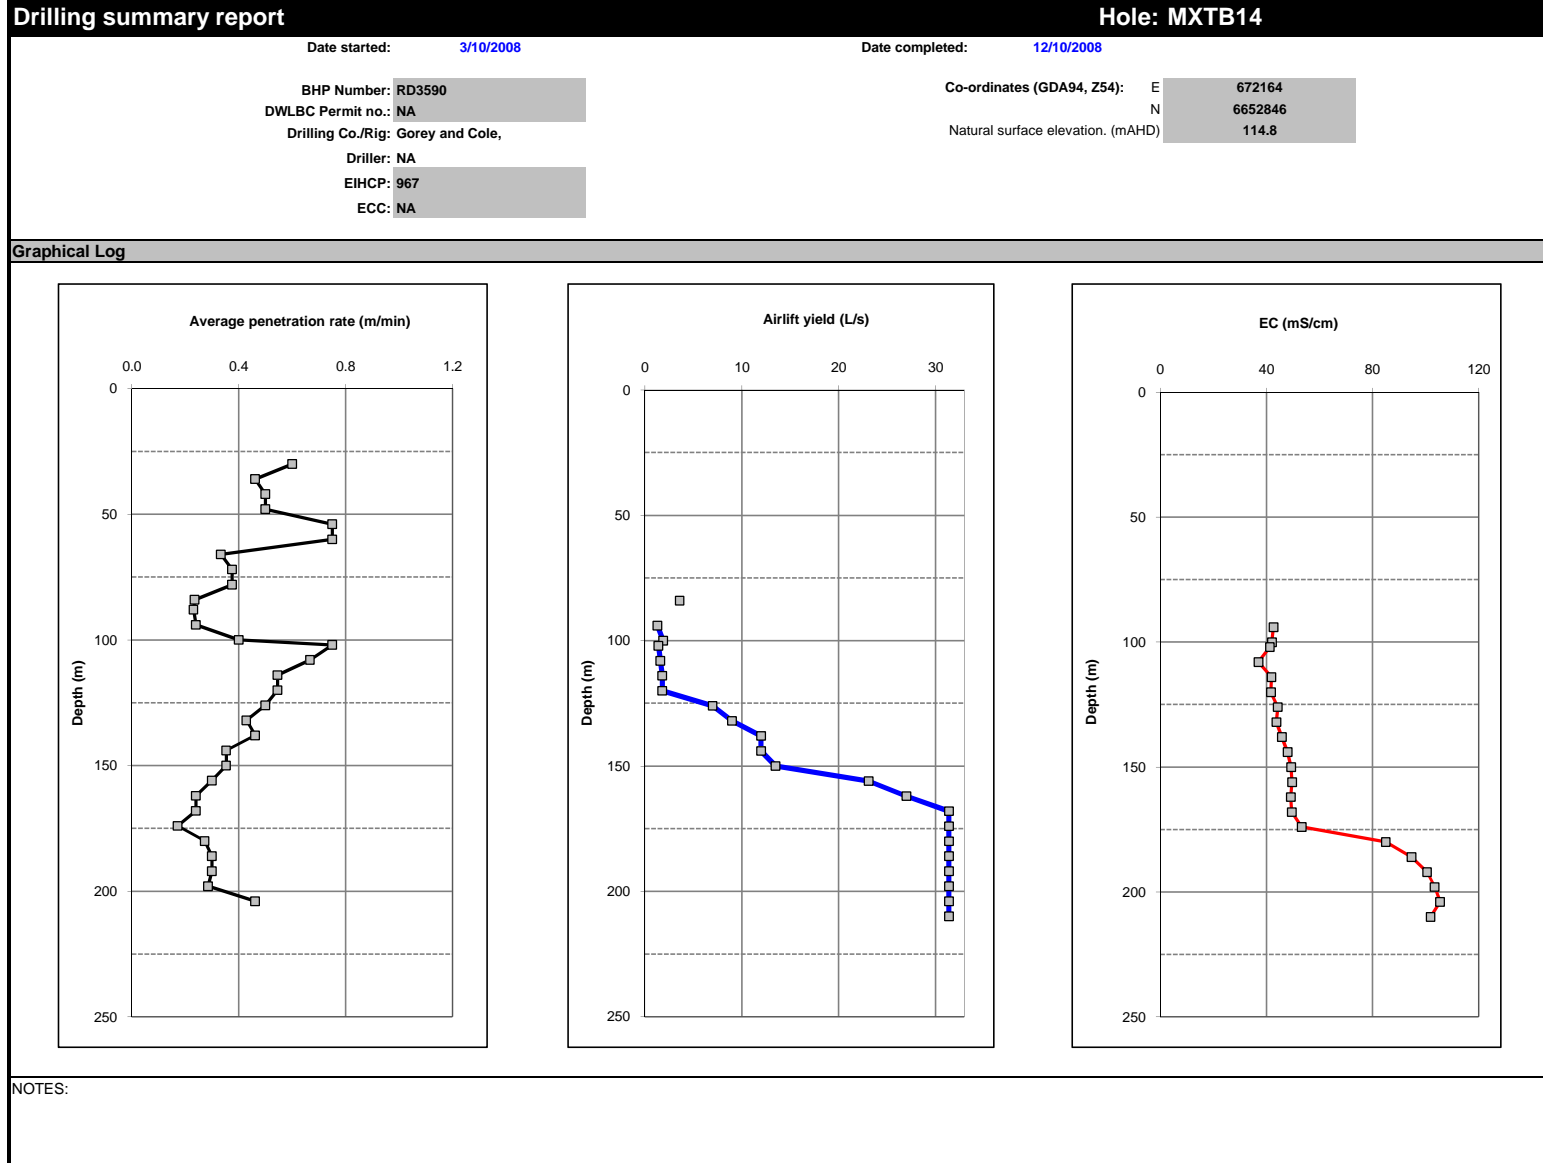 Drilling summary report Hole: MXTB14
Date started: 3/10/2008 Date completed: 12/10/2008
BHP Number: RD3590 Co-ordinates (GDA94, Z54): E 672164
DWLBC Permit no.: NA N 6652846
Drilling Co./Rig: Gorey and Cole, Natural surface elevation. (mAHD) 114.8
Driller: NA
EIHCP: 967
ECC: NA
Graphical Log
Average penetration rate (m/min)
0.0 0.4 0.8 1.2
0
50
100
150
200
250
Depth (m)
Airlift yield (L/s)
0 10 20 30
0
50
100
150
200
250
Depth (m)
EC (mS/cm)
0 40 80 120
0
50
100
150
200
250
Depth (m)
NOTES: